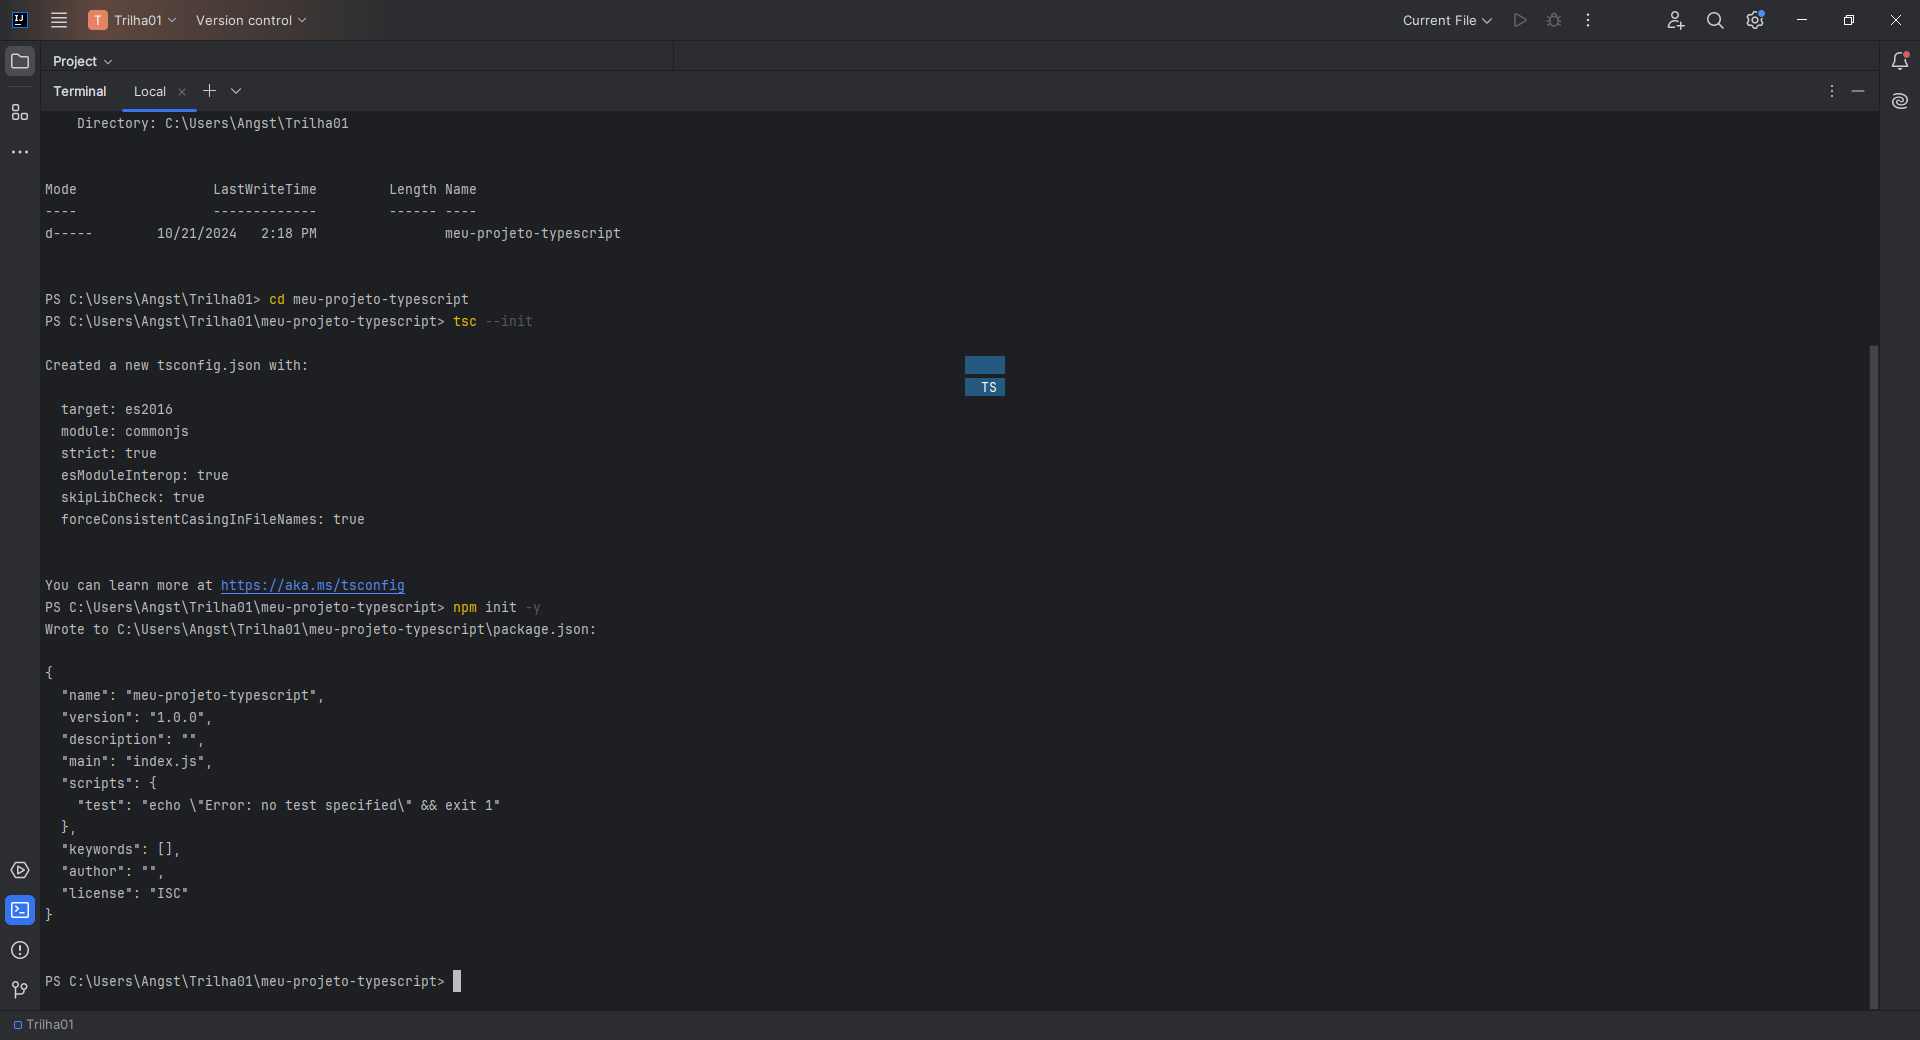 IJ T Trilha01 Version control Current File
Project
Terminal Local
Directory: C:\Users\Angst\Trilha01
Mode LastWriteTime Length Name
---- ------------- ------ ----
d----- 10/21/2024 2:18 PM meu-projeto-typescript
PS C:\Users\Angst\Trilha01> cd meu-projeto-typescript
PS C:\Users\Angst\Trilha01\meu-projeto-typescript> tsc --init
Created a new tsconfig.json with:
TS
target: es2016
module: commonjs
strict: true
esModuleInterop: true
skipLibCheck: true
forceConsistentCasingInFileNames: true
You can learn more at https://aka.ms/tsconfig
PS C:\Users\Angst\Trilha01\meu-projeto-typescript> npm init -y
Wrote to C:\Users\Angst\Trilha01\meu-projeto-typescript\package.json:
{
"name": "meu-projeto-typescript",
"version": "1.0.0",
"description": "",
"main": "index.js",
"scripts": {
"test": "echo \"Error: no test specified\" && exit 1"
},
"keywords": [],
"author": "",
"license": "ISC"
}
PS C:\Users\Angst\Trilha01\meu-projeto-typescript>
Trilha01